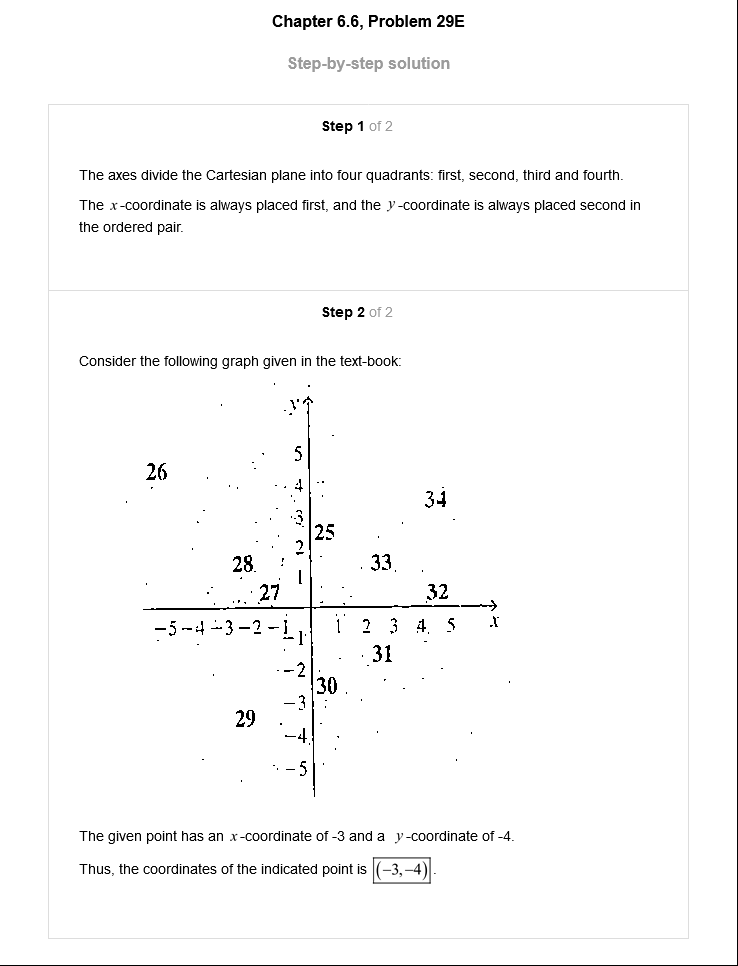 Chapter 6.6, Problem 29E
Step-by-step solution
Step 1 of 2
The axes divide the Cartesian plane into four quadrants: first, second, third and fourth.
The x-coordinate is always placed first, and the y-coordinate is always placed second in
the ordered pair.
Step 2 of 2
Consider the following graph given in the text-book:
y
5
26
4
34
3
25
2
28
33
1
27
32
-5 -4 -3 -2 -1
1 2 3 4 5
x
-1
31
-2
30
-3
29
-4
-5
The given point has an x-coordinate of -3 and a y-coordinate of -4.
Thus, the coordinates of the indicated point is (-3,-4).